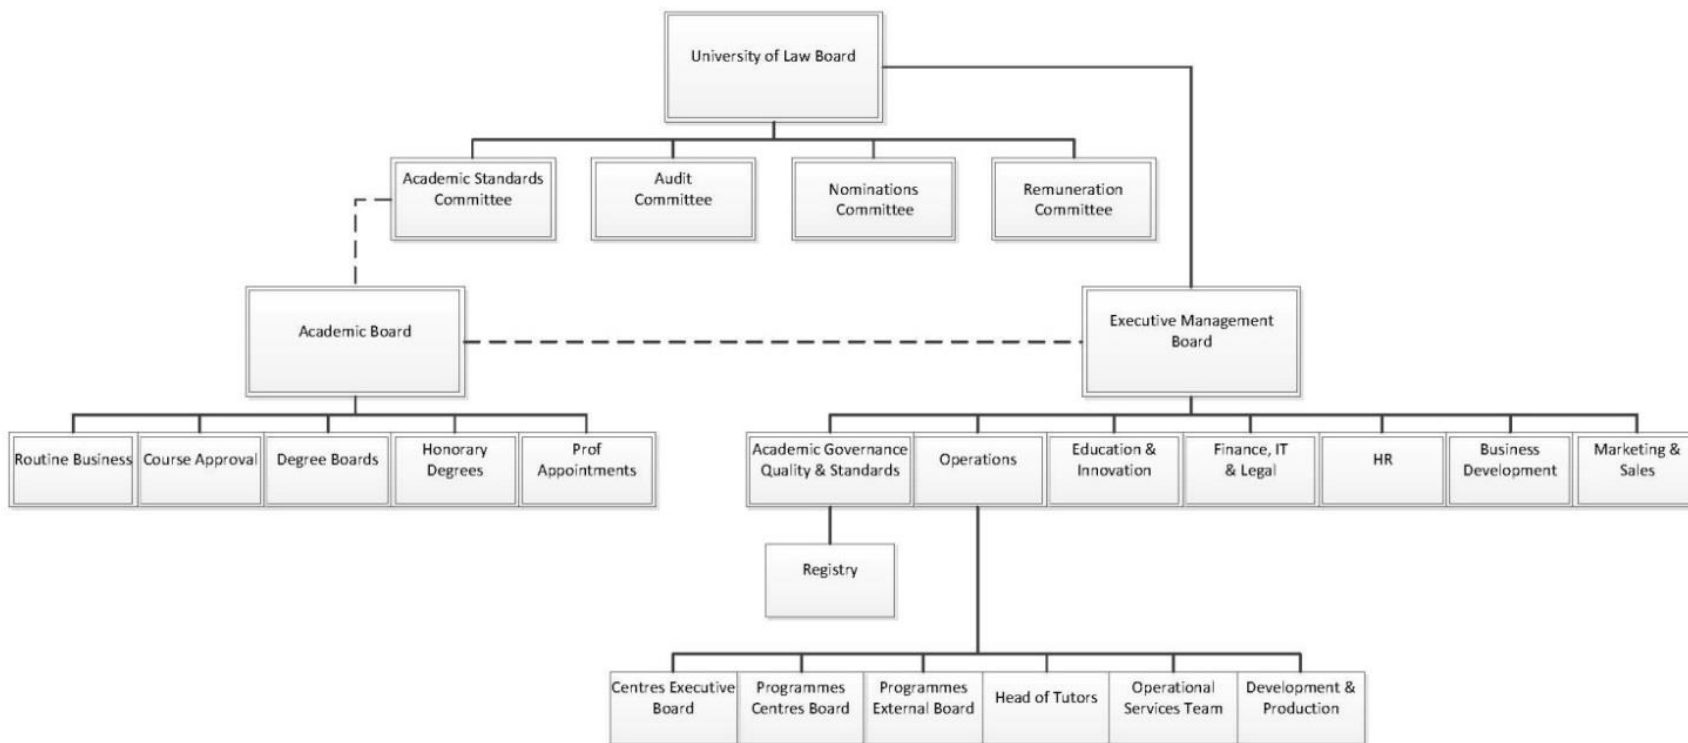 University of Law Board
Academic Standards
Committee
Audit
Committee
Nominations
Committee
Remuneration
Committee
Academic Board
Executive Management
Board
Routine Business
Course Approval
Degree Boards
Honorary
Degrees
Prof
Appointments
Academic Governance
Quality & Standards
Operations
Education &
Innovation
Finance, IT
& Legal
HR
Business
Development
Marketing &
Sales
Registry
Centres Executive
Board
Programmes
Centres Board
Programmes
External Board
Head of Tutors
Operational
Services Team
Development &
Production